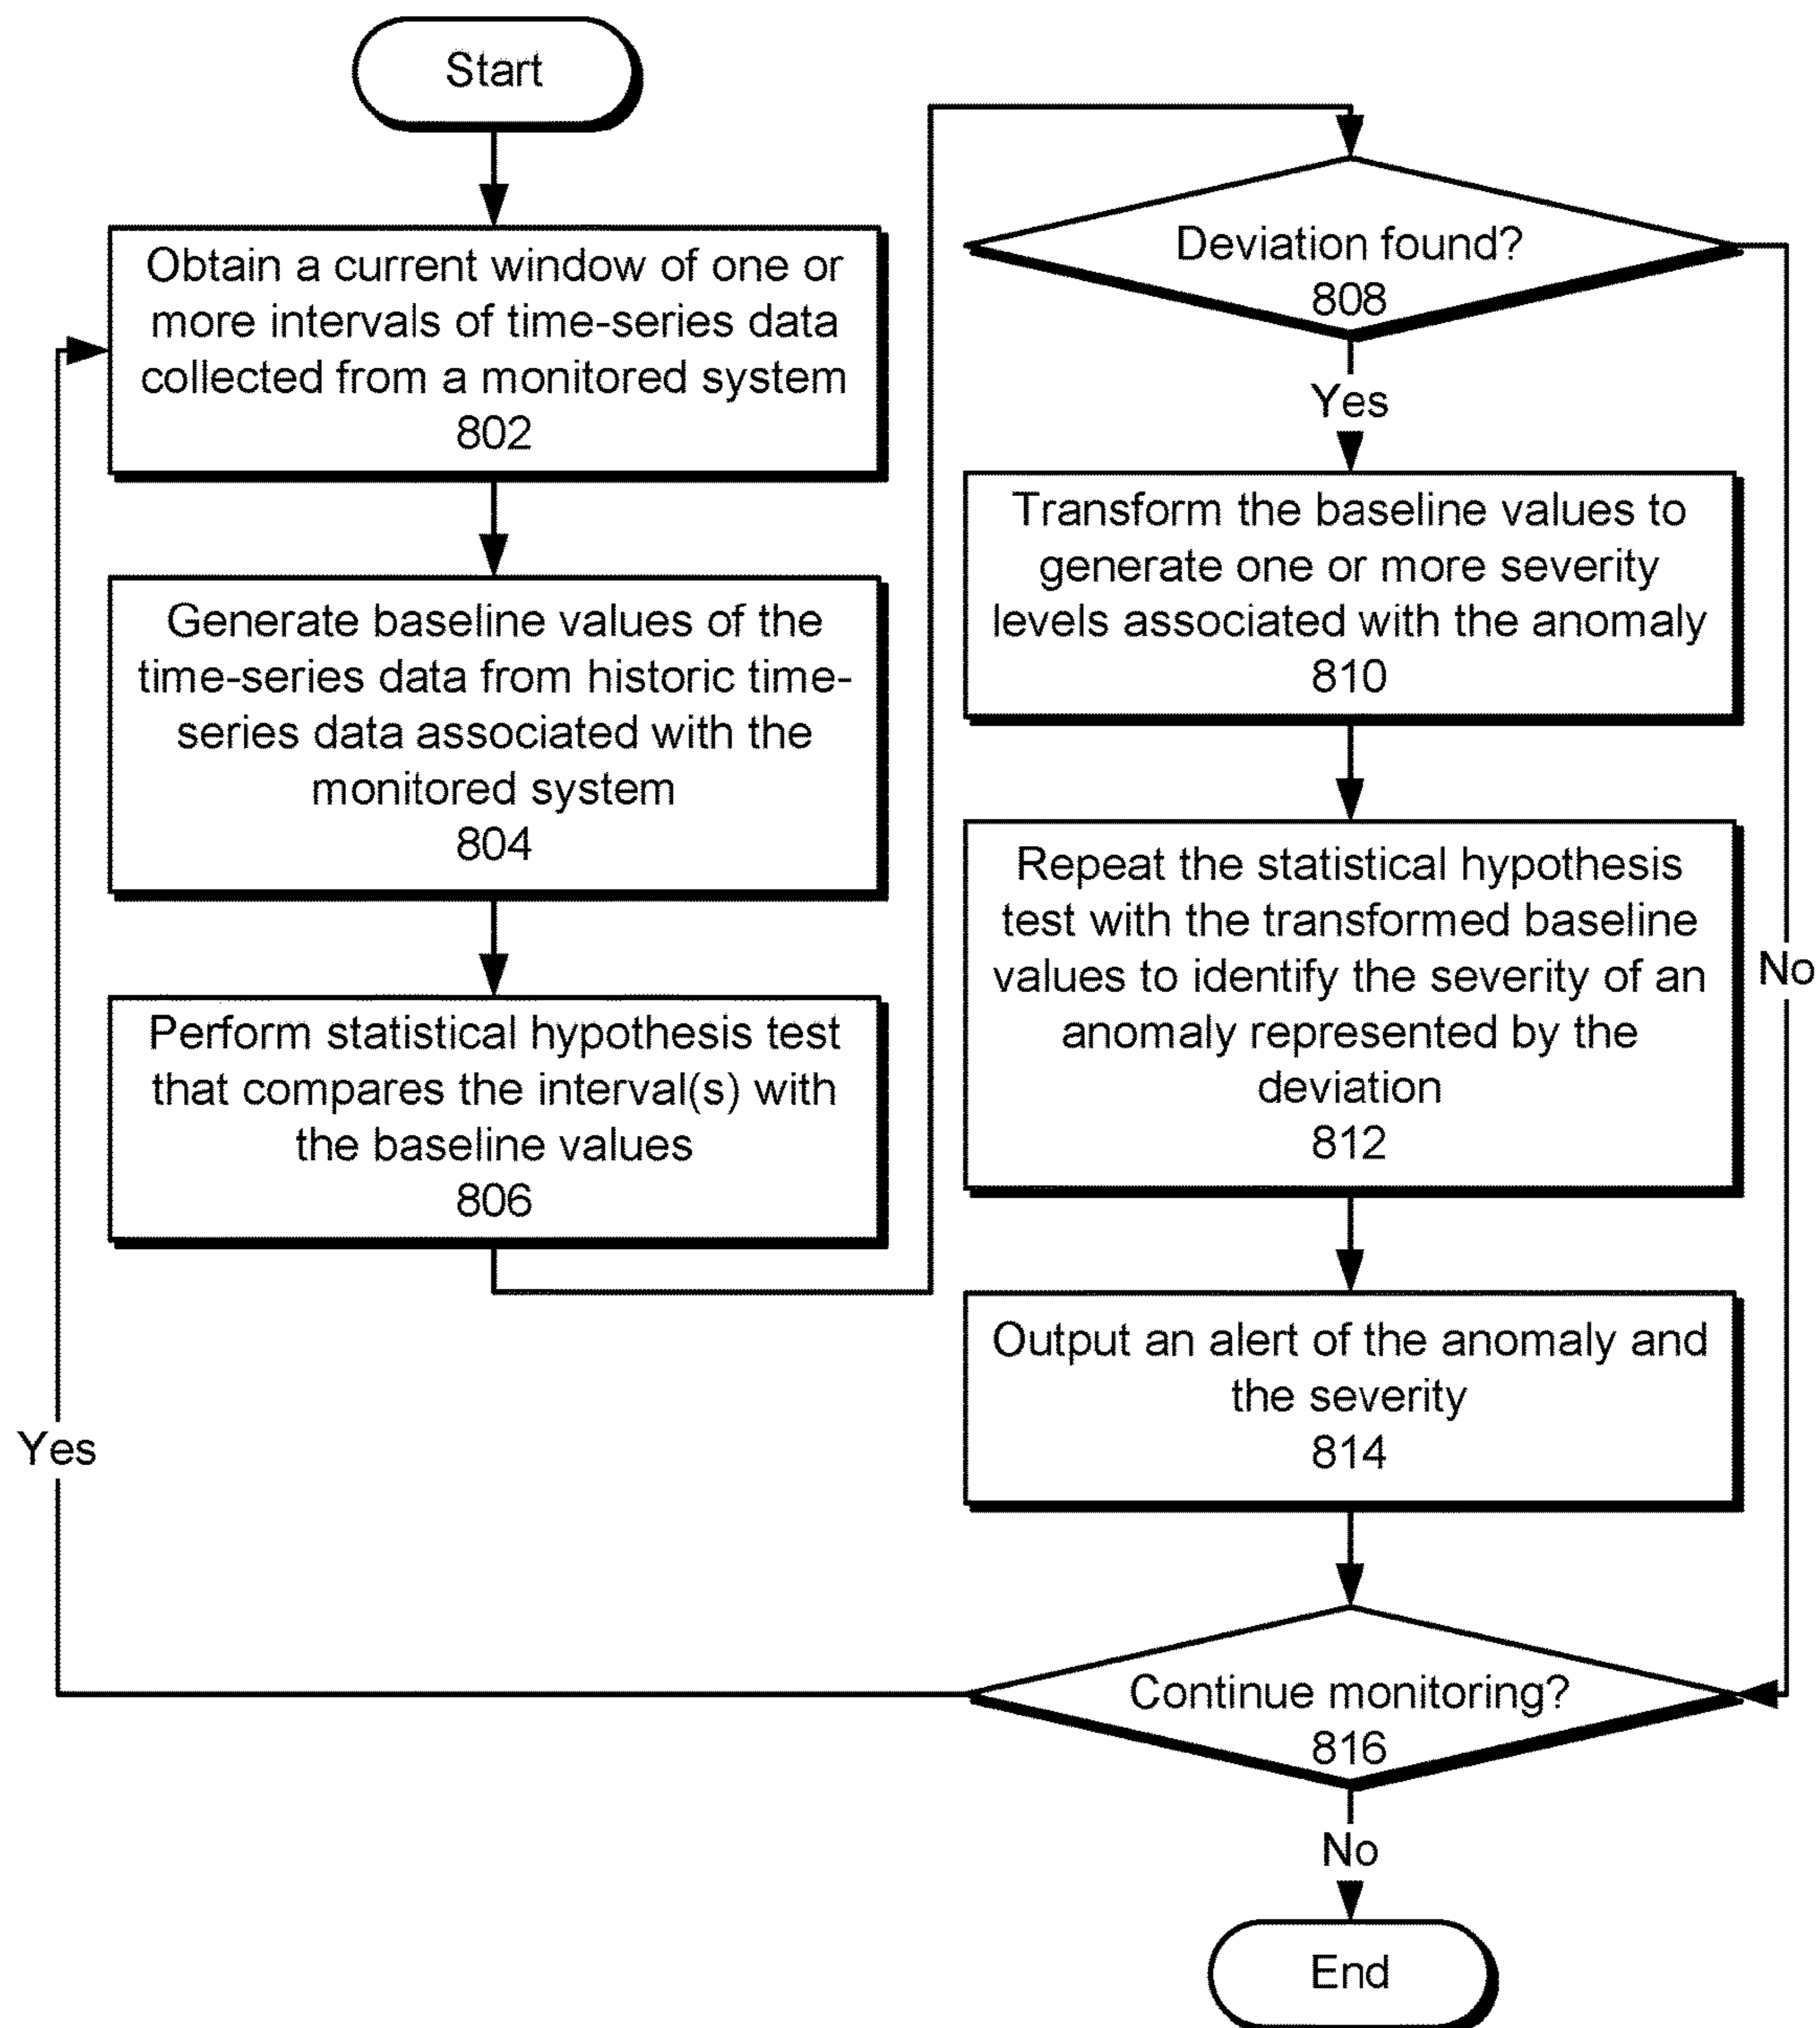 Start
Obtain a current window of one or
more intervals of time-series data
collected from a monitored system
802
Generate baseline values of the
time-series data from historic time-
series data associated with the
monitored system
804
Perform statistical hypothesis test
that compares the interval(s) with
the baseline values
806
Deviation found?
808
Yes
Transform the baseline values to
generate one or more severity
levels associated with the anomaly
810
Repeat the statistical hypothesis
test with the transformed baseline
values to identify the severity of an
anomaly represented by the
deviation
812
No
Output an alert of the anomaly and
the severity
814
Yes
Continue monitoring?
816
No
End